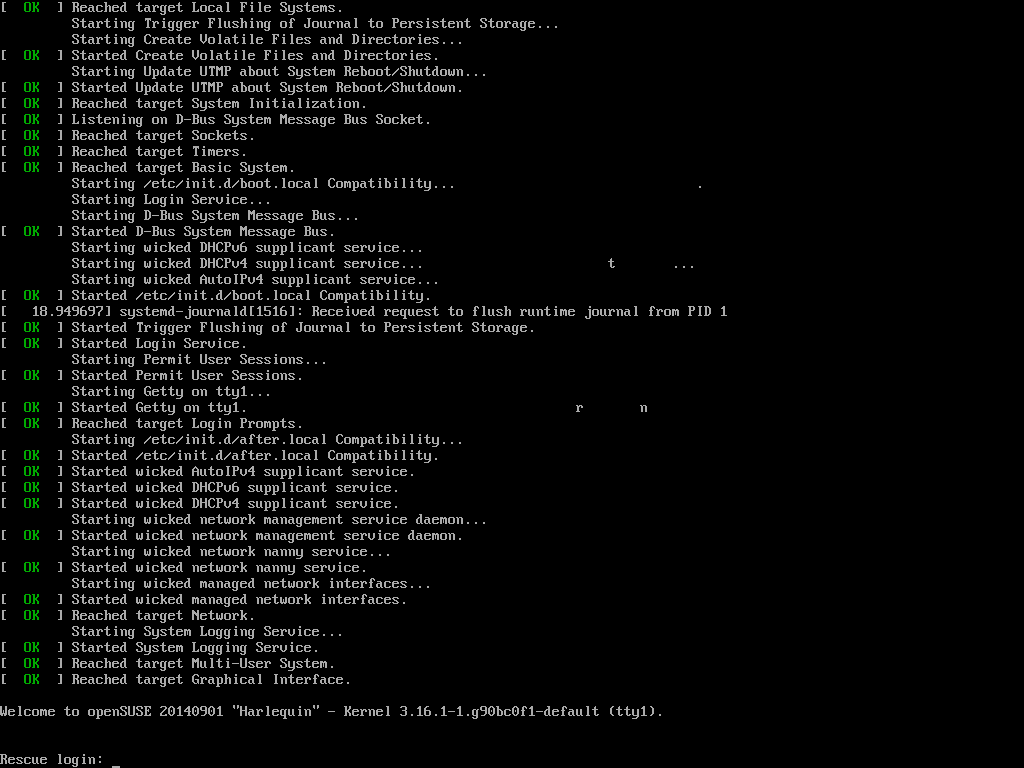 [  OK  ] Reached target Local File Systems.
         Starting Trigger Flushing of Journal to Persistent Storage...
         Starting Create Volatile Files and Directories...
[  OK  ] Started Create Volatile Files and Directories.
         Starting Update UTMP about System Reboot/Shutdown...
[  OK  ] Started Update UTMP about System Reboot/Shutdown.
[  OK  ] Reached target System Initialization.
[  OK  ] Listening on D-Bus System Message Bus Socket.
[  OK  ] Reached target Sockets.
[  OK  ] Reached target Timers.
[  OK  ] Reached target Basic System.
         Starting /etc/init.d/boot.local Compatibility...                              .
         Starting Login Service...
         Starting D-Bus System Message Bus...
[  OK  ] Started D-Bus System Message Bus.
         Starting wicked DHCPv6 supplicant service...
         Starting wicked DHCPv4 supplicant service...                       t       ...
         Starting wicked AutoIPv4 supplicant service...
[  OK  ] Started /etc/init.d/boot.local Compatibility.
[   18.949697] systemd-journald[1516]: Received request to flush runtime journal from PID 1
[  OK  ] Started Trigger Flushing of Journal to Persistent Storage.
[  OK  ] Started Login Service.
         Starting Permit User Sessions...
[  OK  ] Started Permit User Sessions.
         Starting Getty on tty1...
[  OK  ] Started Getty on tty1.                                         r       n
[  OK  ] Reached target Login Prompts.
         Starting /etc/init.d/after.local Compatibility...
[  OK  ] Started /etc/init.d/after.local Compatibility.
[  OK  ] Started wicked AutoIPv4 supplicant service.
[  OK  ] Started wicked DHCPv6 supplicant service.
[  OK  ] Started wicked DHCPv4 supplicant service.
         Starting wicked network management service daemon...
[  OK  ] Started wicked network management service daemon.
         Starting wicked network nanny service...
[  OK  ] Started wicked network nanny service.
         Starting wicked managed network interfaces...
[  OK  ] Started wicked managed network interfaces.
[  OK  ] Reached target Network.
         Starting System Logging Service...
[  OK  ] Started System Logging Service.
[  OK  ] Reached target Multi-User System.
[  OK  ] Reached target Graphical Interface.
Welcome to openSUSE 20140901 "Harlequin" - Kernel 3.16.1-1.g90bc0f1-default (tty1).
Rescue login: _